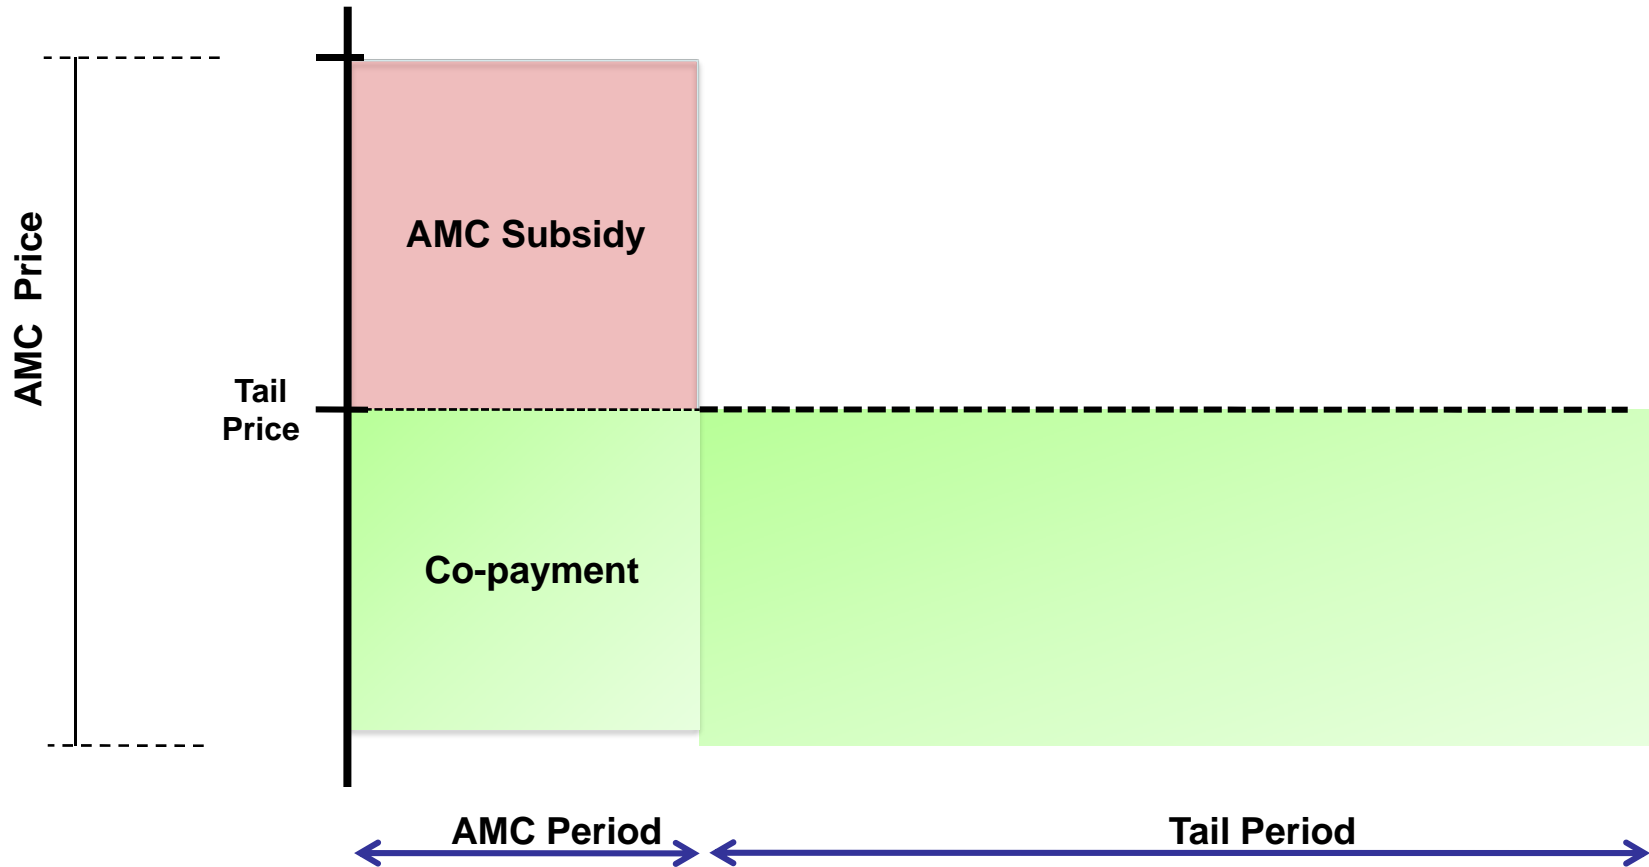 AMC Price
AMC Subsidy
Tail
Price
Co-payment
AMC Period
Tail Period